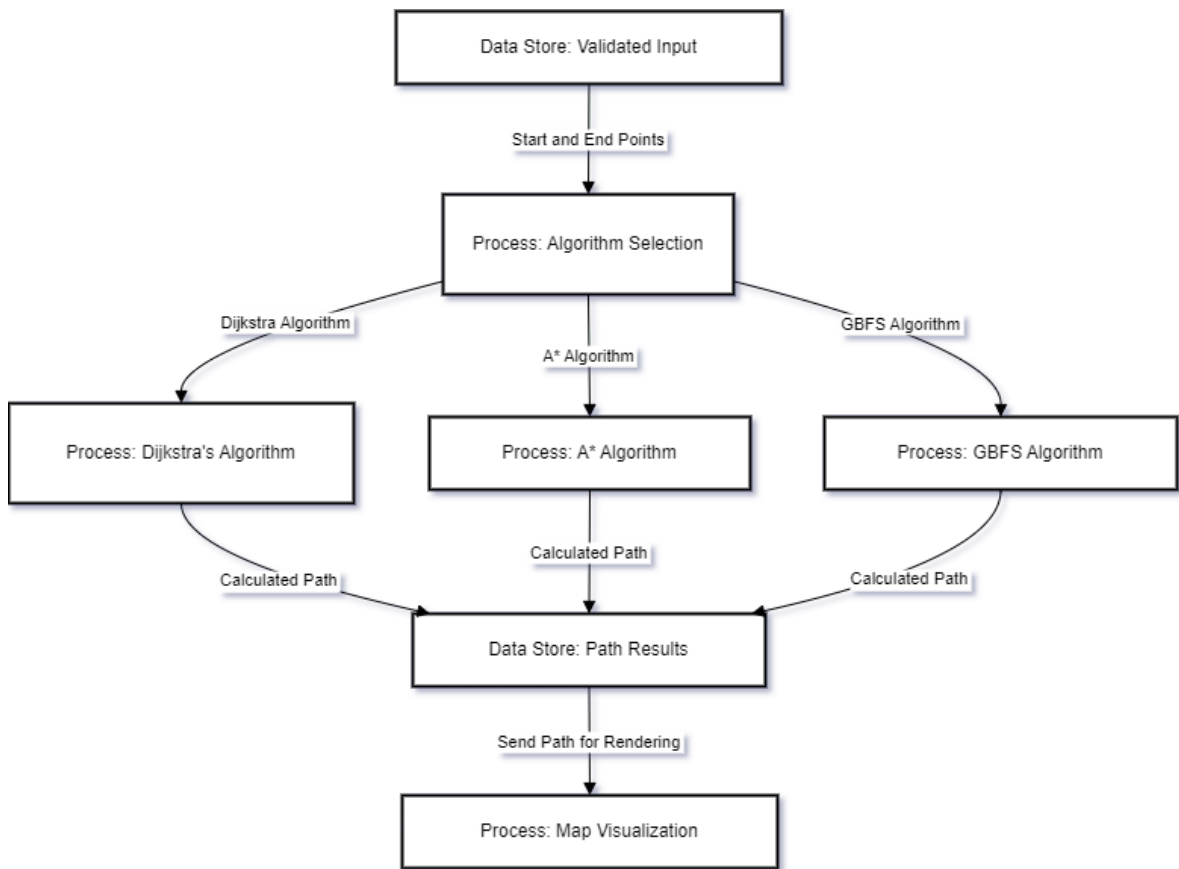 Data Store: Validated Input
Start and End Points
Process: Algorithm Selection
Dijkstra Algorithm
A* Algorithm
GBFS Algorithm
Process: Dijkstra's Algorithm
Process: A* Algorithm
Process: GBFS Algorithm
Calculated Path
Calculated Path
Calculated Path
Data Store: Path Results
Send Path for Rendering
Process: Map Visualization